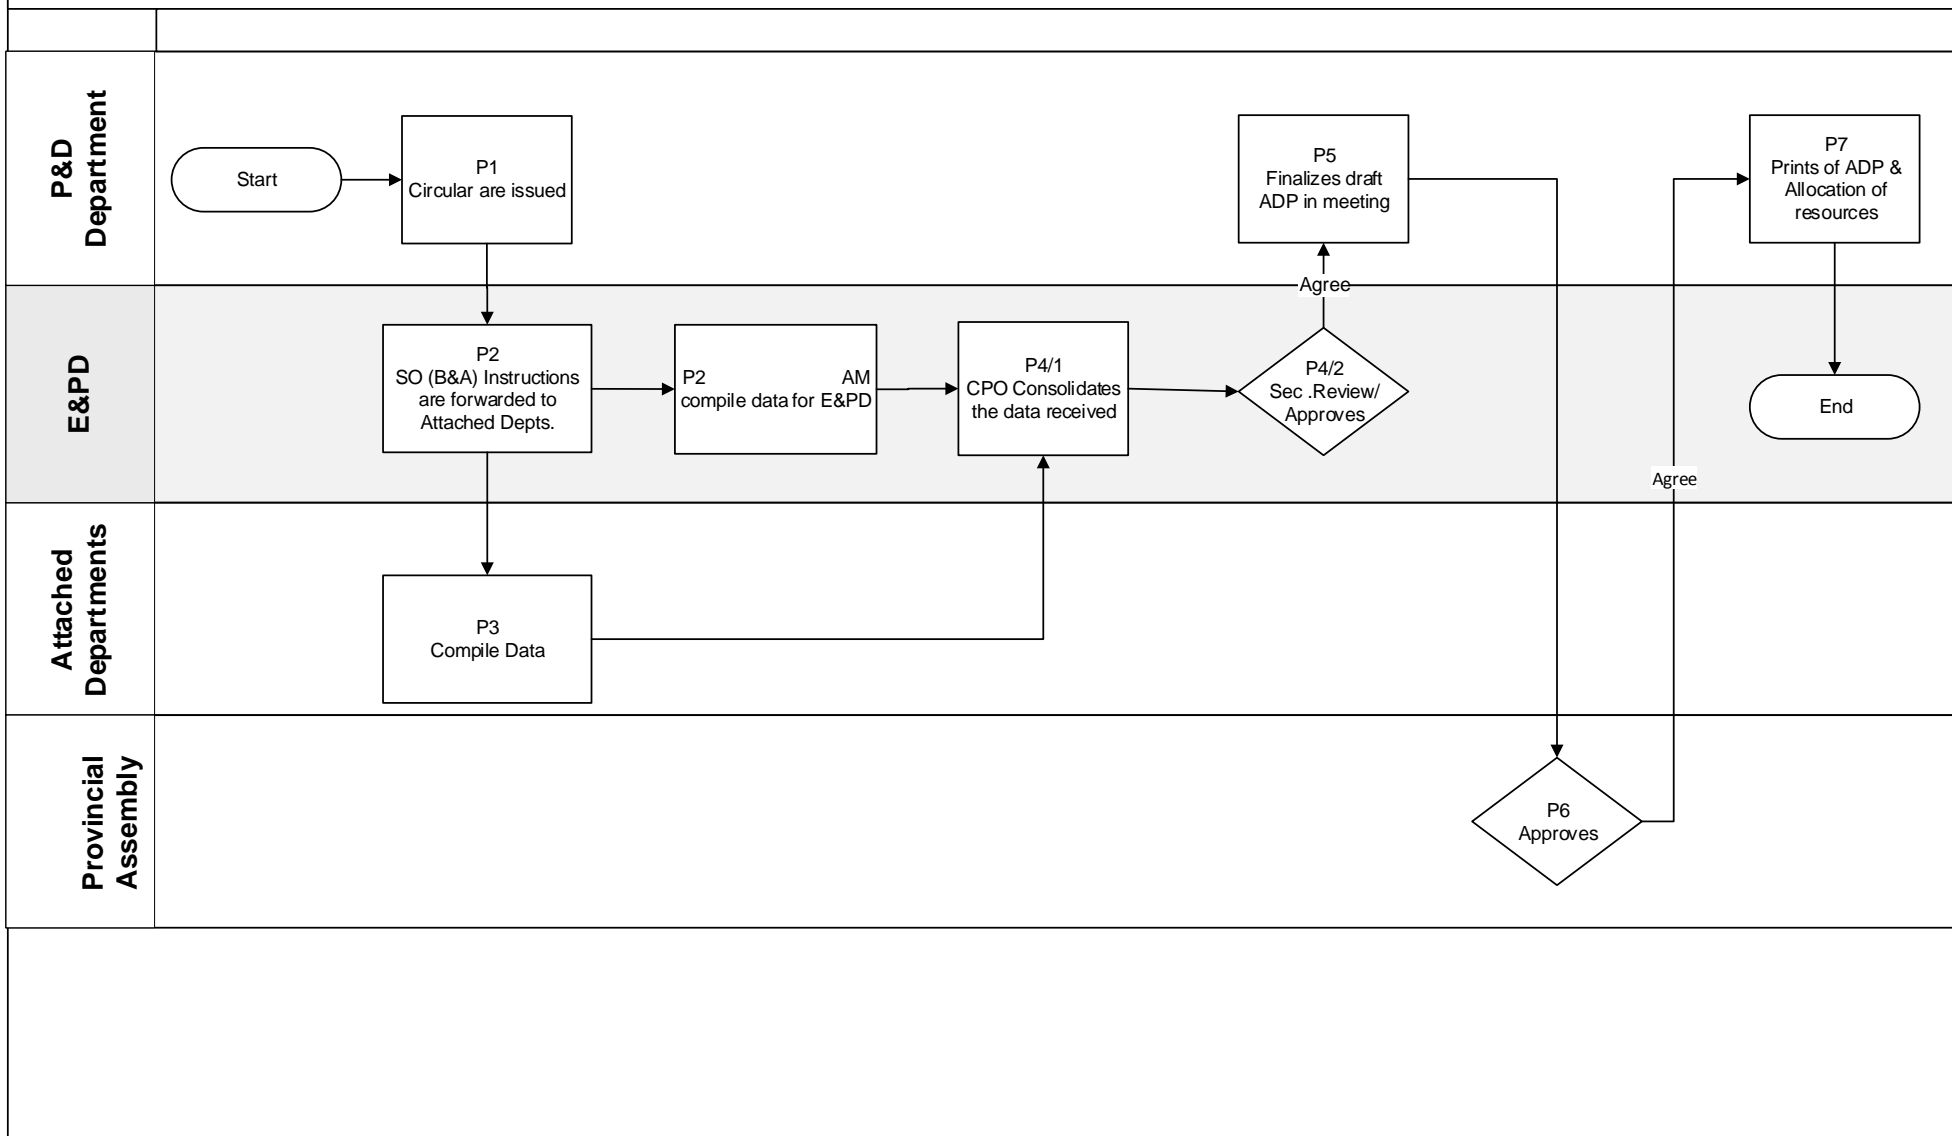 P&D
Department
Start
P1
Circular are issued
P5
Finalizes draft
ADP in meeting
P7
Prints of ADP &
Allocation of
resources
Agree
E&PD
P2
SO (B&A) Instructions
are forwarded to
Attached Depts.
P2 AM
compile data for E&PD
P4/1
CPO Consolidates
the data received
P4/2
Sec .Review/
Approves
End
Agree
Attached
Departments
P3
Compile Data
Provincial
Assembly
P6
Approves